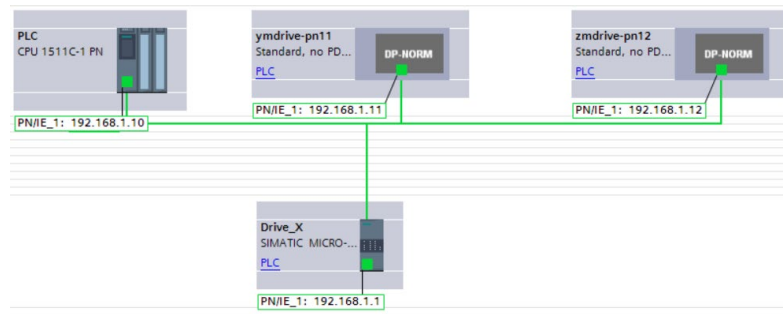 PLC
CPU 1511C-1 PN
PN/IE_1: 192.168.1.10
ymdrive-pn11
Standard, no PD...
DP-NORM
PLC
PN/IE_1: 192.168.1.11
zmdrive-pn12
Standard, no PD...
DP-NORM
PLC
PN/IE_1: 192.168.1.12
Drive_X
SIMATIC MICRO-...
PLC
PN/IE_1: 192.168.1.1